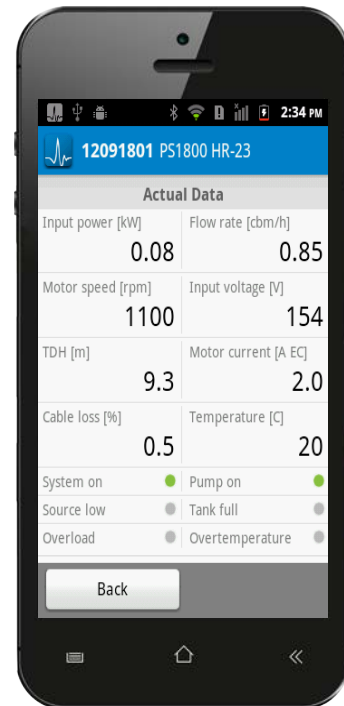 2:34 PM
12091801 PS1800 HR-23
Actual Data
Input power [kW] Flow rate [cbm/h]
0.08 0.85
Motor speed [rpm] Input voltage [V]
1100 154
TDH [m] Motor current [A EC]
9.3 2.0
Cable loss [%] Temperature [C]
0.5 20
System on Pump on
Source low Tank full
Overload Overtemperature
Back